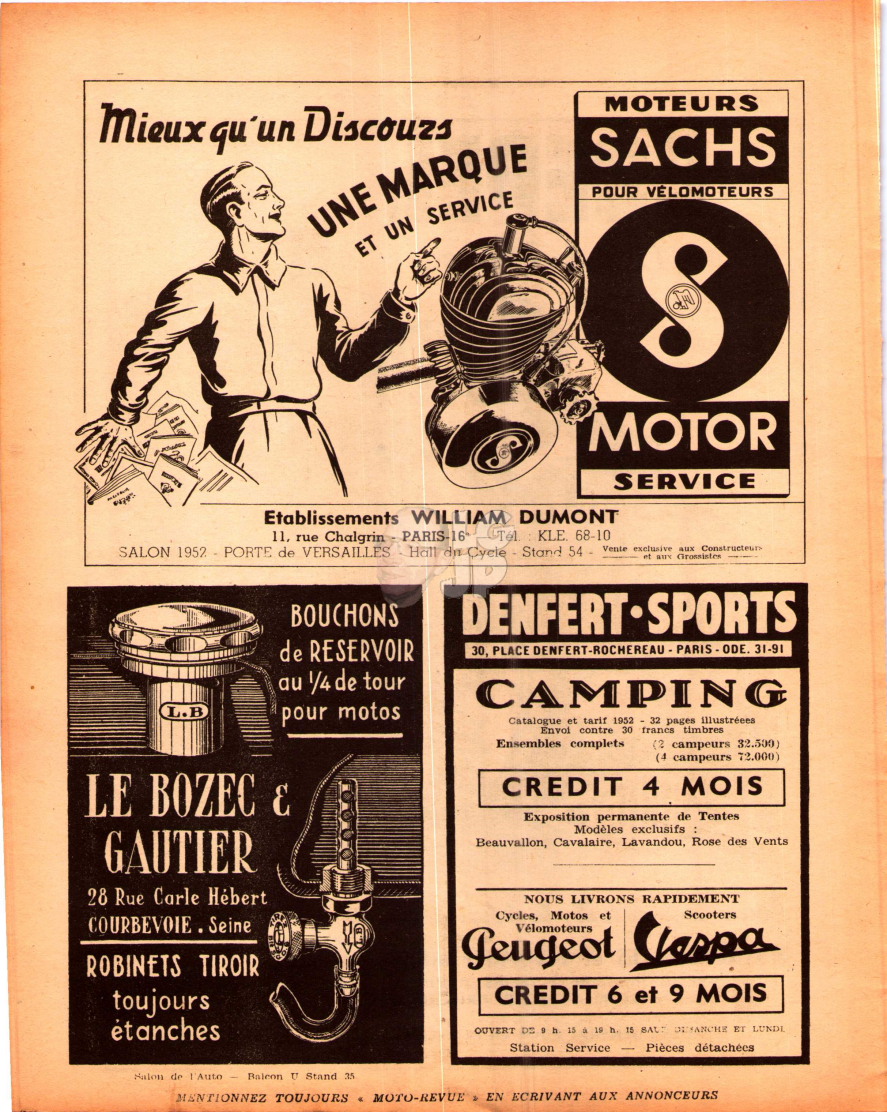 Mieux qu'un Discours
UNE MARQUE
ET UN SERVICE
MOTEURS
SACHS
POUR VÉLOMOTEURS
S
MOTOR
SERVICE
Etablissements WILLIAM DUMONT
11, rue Chalgrin - PARIS-16e - Tél. : KLE. 68-10
SALON 1952 - PORTE de VERSAILLES - Hall du Cycle - Stand 54 - Vente exclusive aux Constructeurs
et aux Grossistes
BOUCHONS
de RESERVOIR
au 1/4 de tour
pour motos
L.B
LE BOZEC &
GAUTIER
28 Rue Carle Hébert
COURBEVOIE . Seine
ROBINETS TIROIR
toujours
étanches
Salon de l'Auto — Balcon U Stand 35
DENFERT•SPORTS
30, PLACE DENFERT-ROCHEREAU - PARIS - ODE. 31-91
CAMPING
Catalogue et tarif 1952 - 32 pages illustréees
Envoi contre 30 francs timbres
Ensembles complets (2 campeurs 32.500)
(4 campeurs 72.000)
CREDIT 4 MOIS
Exposition permanente de Tentes
Modèles exclusifs :
Beauvallon, Cavalaire, Lavandou, Rose des Vents
NOUS LIVRONS RAPIDEMENT
Cycles, Motos et
Vélomoteurs
Peugeot
Scooters
Vespa
CREDIT 6 et 9 MOIS
OUVERT DE 9 h. 15 à 19 h. 15 SAUF DIMANCHE ET LUNDI
Station Service — Pièces détachées
MENTIONNEZ TOUJOURS « MOTO-REVUE » EN ECRIVANT AUX ANNONCEURS